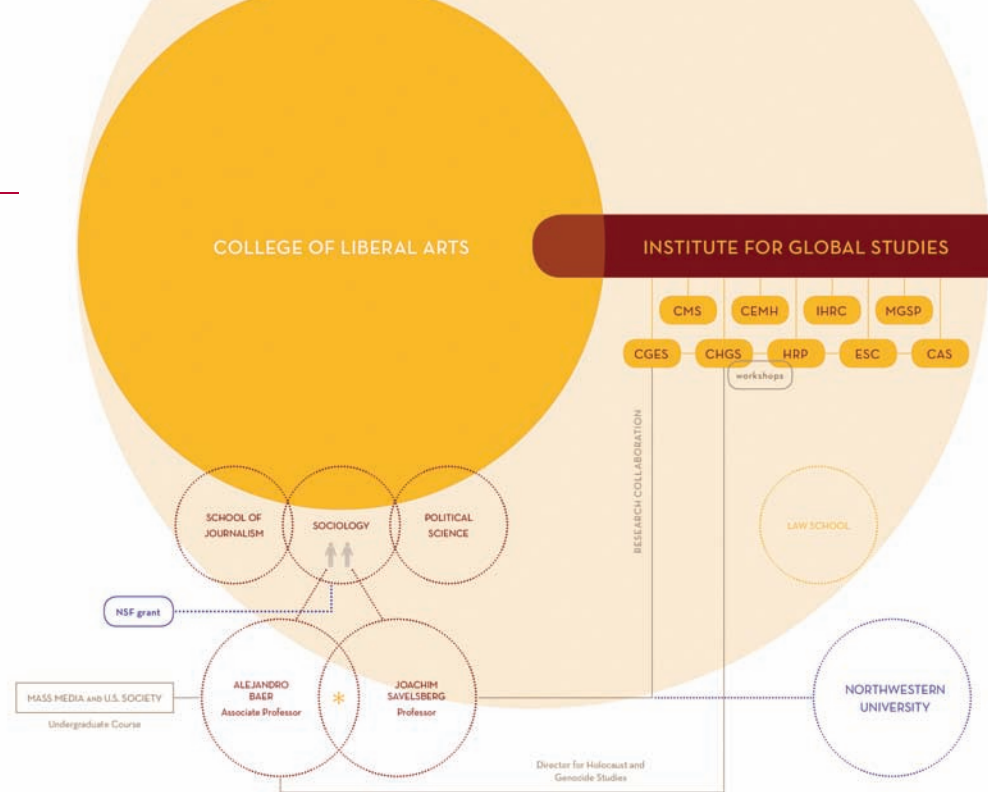 COLLEGE OF LIBERAL ARTS
INSTITUTE FOR GLOBAL STUDIES
CMS
CEMH
IHRC
MGSP
CGES
CHGS
HRP
ESC
CAS
workshops
RESEARCH COLLABORATION
SCHOOL OF
JOURNALISM
SOCIOLOGY
POLITICAL
SCIENCE
LAW SCHOOL
NSF grant
MASS MEDIA AND U.S. SOCIETY
Undergraduate Course
ALEJANDRO
BAER
Associate Professor
*
JOACHIM
SAVELSBERG
Professor
NORTHWESTERN
UNIVERSITY
Director for Holocaust and
Genocide Studies